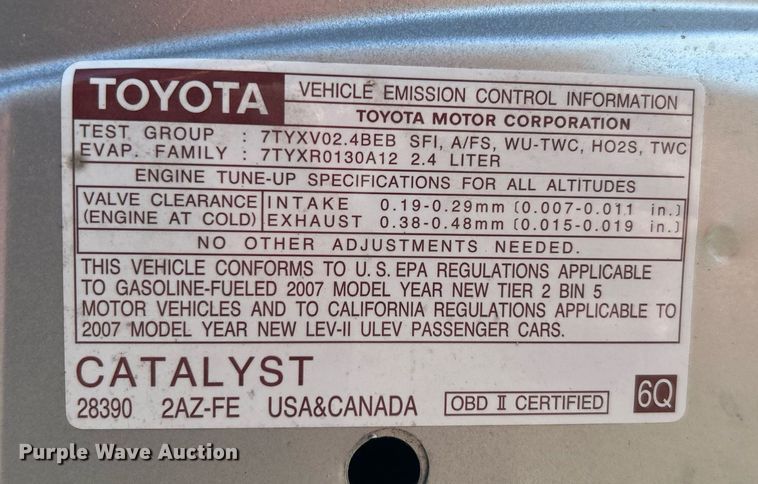 TOYOTA
VEHICLE EMISSION CONTROL INFORMATION
TOYOTA MOTOR CORPORATION
TEST GROUP : 7TYXV02.4BEB SFI, A/FS, WU-TWC, HO2S, TWC
EVAP. FAMILY : 7TYXR0130A12 2.4 LITER
ENGINE TUNE-UP SPECIFICATIONS FOR ALL ALTITUDES
VALVE CLEARANCE INTAKE 0.19-0.29mm (0.007-0.011 in.)
(ENGINE AT COLD) EXHAUST 0.38-0.48mm (0.015-0.019 in.)
NO OTHER ADJUSTMENTS NEEDED.
THIS VEHICLE CONFORMS TO U.S. EPA REGULATIONS APPLICABLE
TO GASOLINE-FUELED 2007 MODEL YEAR NEW TIER 2 BIN 5
MOTOR VEHICLES AND TO CALIFORNIA REGULATIONS APPLICABLE TO
2007 MODEL YEAR NEW LEV-II ULEV PASSENGER CARS.
CATALYST
28390 2AZ-FE USA&CANADA OBD II CERTIFIED 6Q
Purple Wave Auction